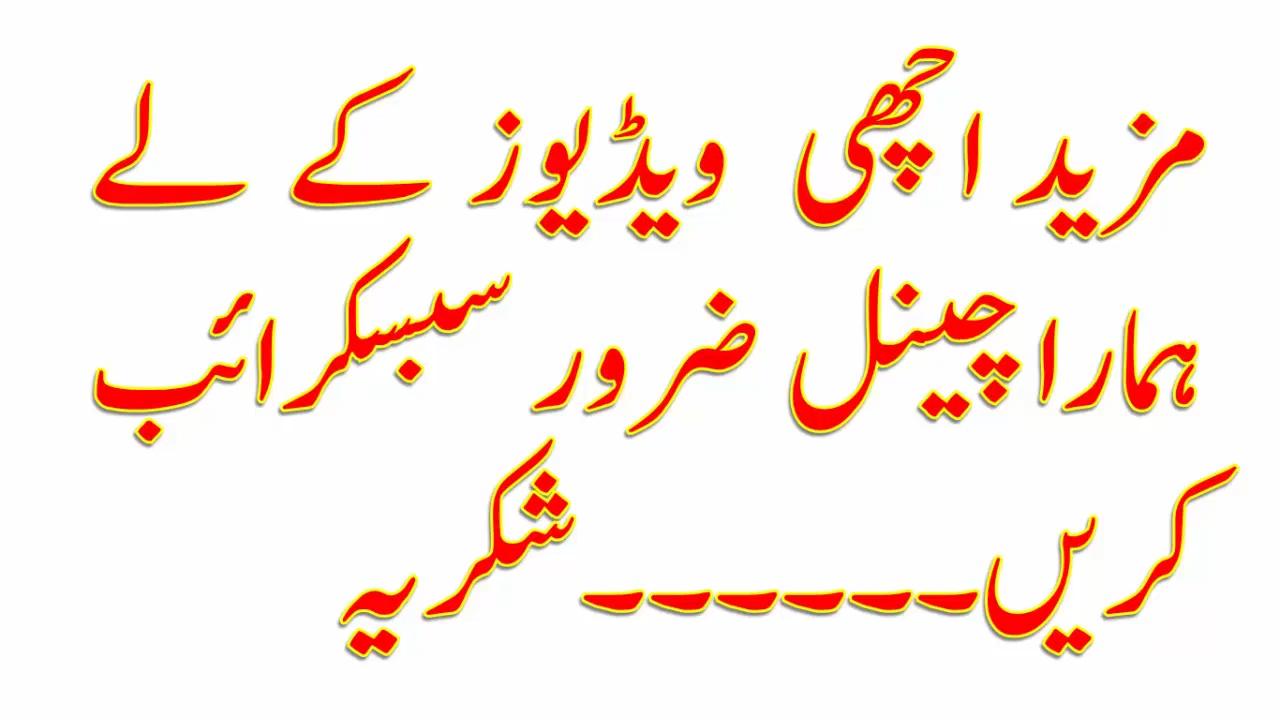 مزید اچھی ویڈیوز کے لے
ہمارا چینل ضرور سبسکرائب
کریں۔۔۔۔۔۔شکریہ